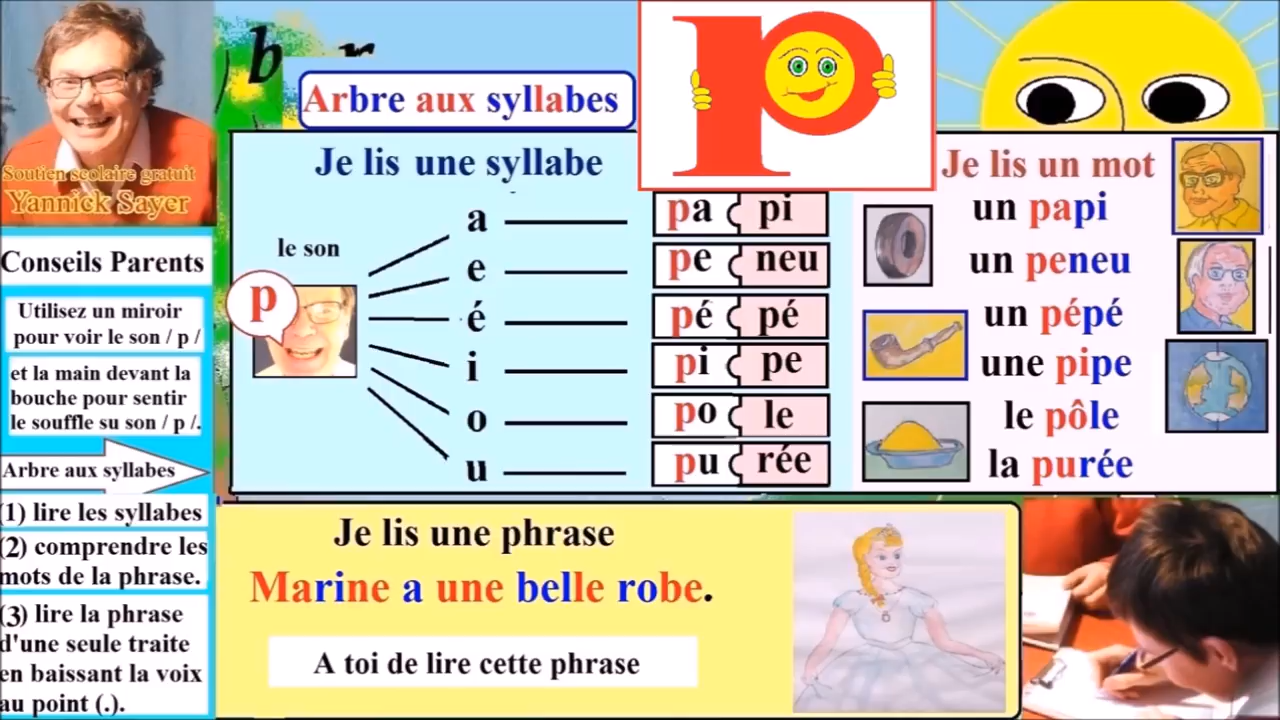 b r
Arbre aux syllabes
p
Soutien scolaire gratuit
Yannick Sayer
Conseils Parents
Utilisez un miroir
pour voir le son / p /
et la main devant la
bouche pour sentir
le souffle su son / p /.
Arbre aux syllabes
(1) lire les syllabes
(2) comprendre les
mots de la phrase.
(3) lire la phrase
d'une seule traite
en baissant la voix
au point (.).
Je lis une syllabe
le son
p
a
e
é
i
o
u
pa pi
pe neu
pé pé
pi pe
po le
pu rée
Je lis un mot
un papi
un peneu
un pépé
une pipe
le pôle
la purée
Je lis une phrase
Marine a une belle robe.
A toi de lire cette phrase